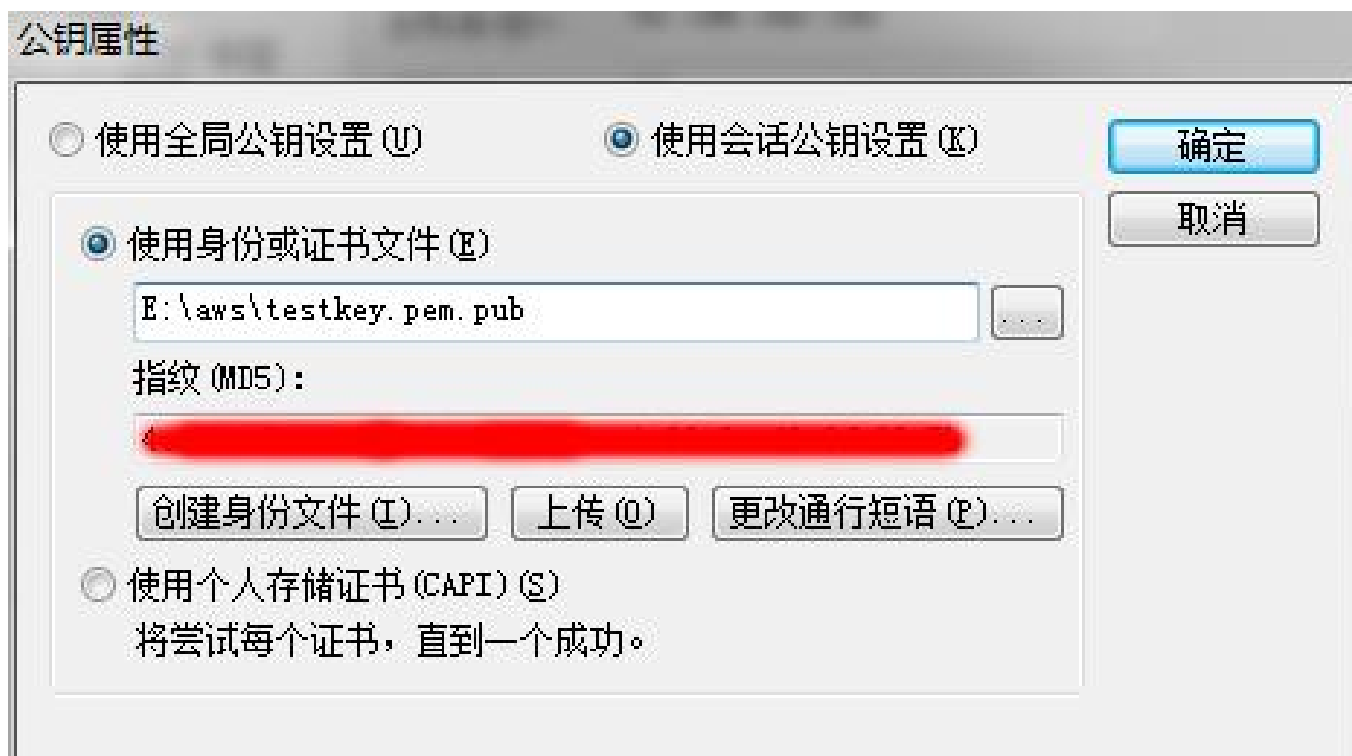 公钥属性
使用全局公钥设置(U) 使用会话公钥设置(K)
确定
取消
使用身份或证书文件(E)
E:\aws\testkey.pem.pub
...
指纹(MD5):
创建身份文件(I)... 上传(O) 更改通行短语(P)...
使用个人存储证书(CAPI)(S)
将尝试每个证书，直到一个成功。